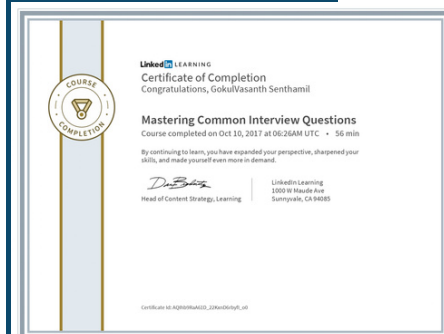 LinkedIn LEARNING
Certificate of Completion
Congratulations, GokulVasanth Senthamil
COURSE
COMPLETION
Mastering Common Interview Questions
Course completed on Oct 10, 2017 at 06:26AM UTC • 56 min
By continuing to learn, you have expanded your perspective, sharpened your
skills, and made yourself even more in demand.
Head of Content Strategy, Learning
LinkedIn Learning
1000 W Maude Ave
Sunnyvale, CA 94085
Certificate Id: